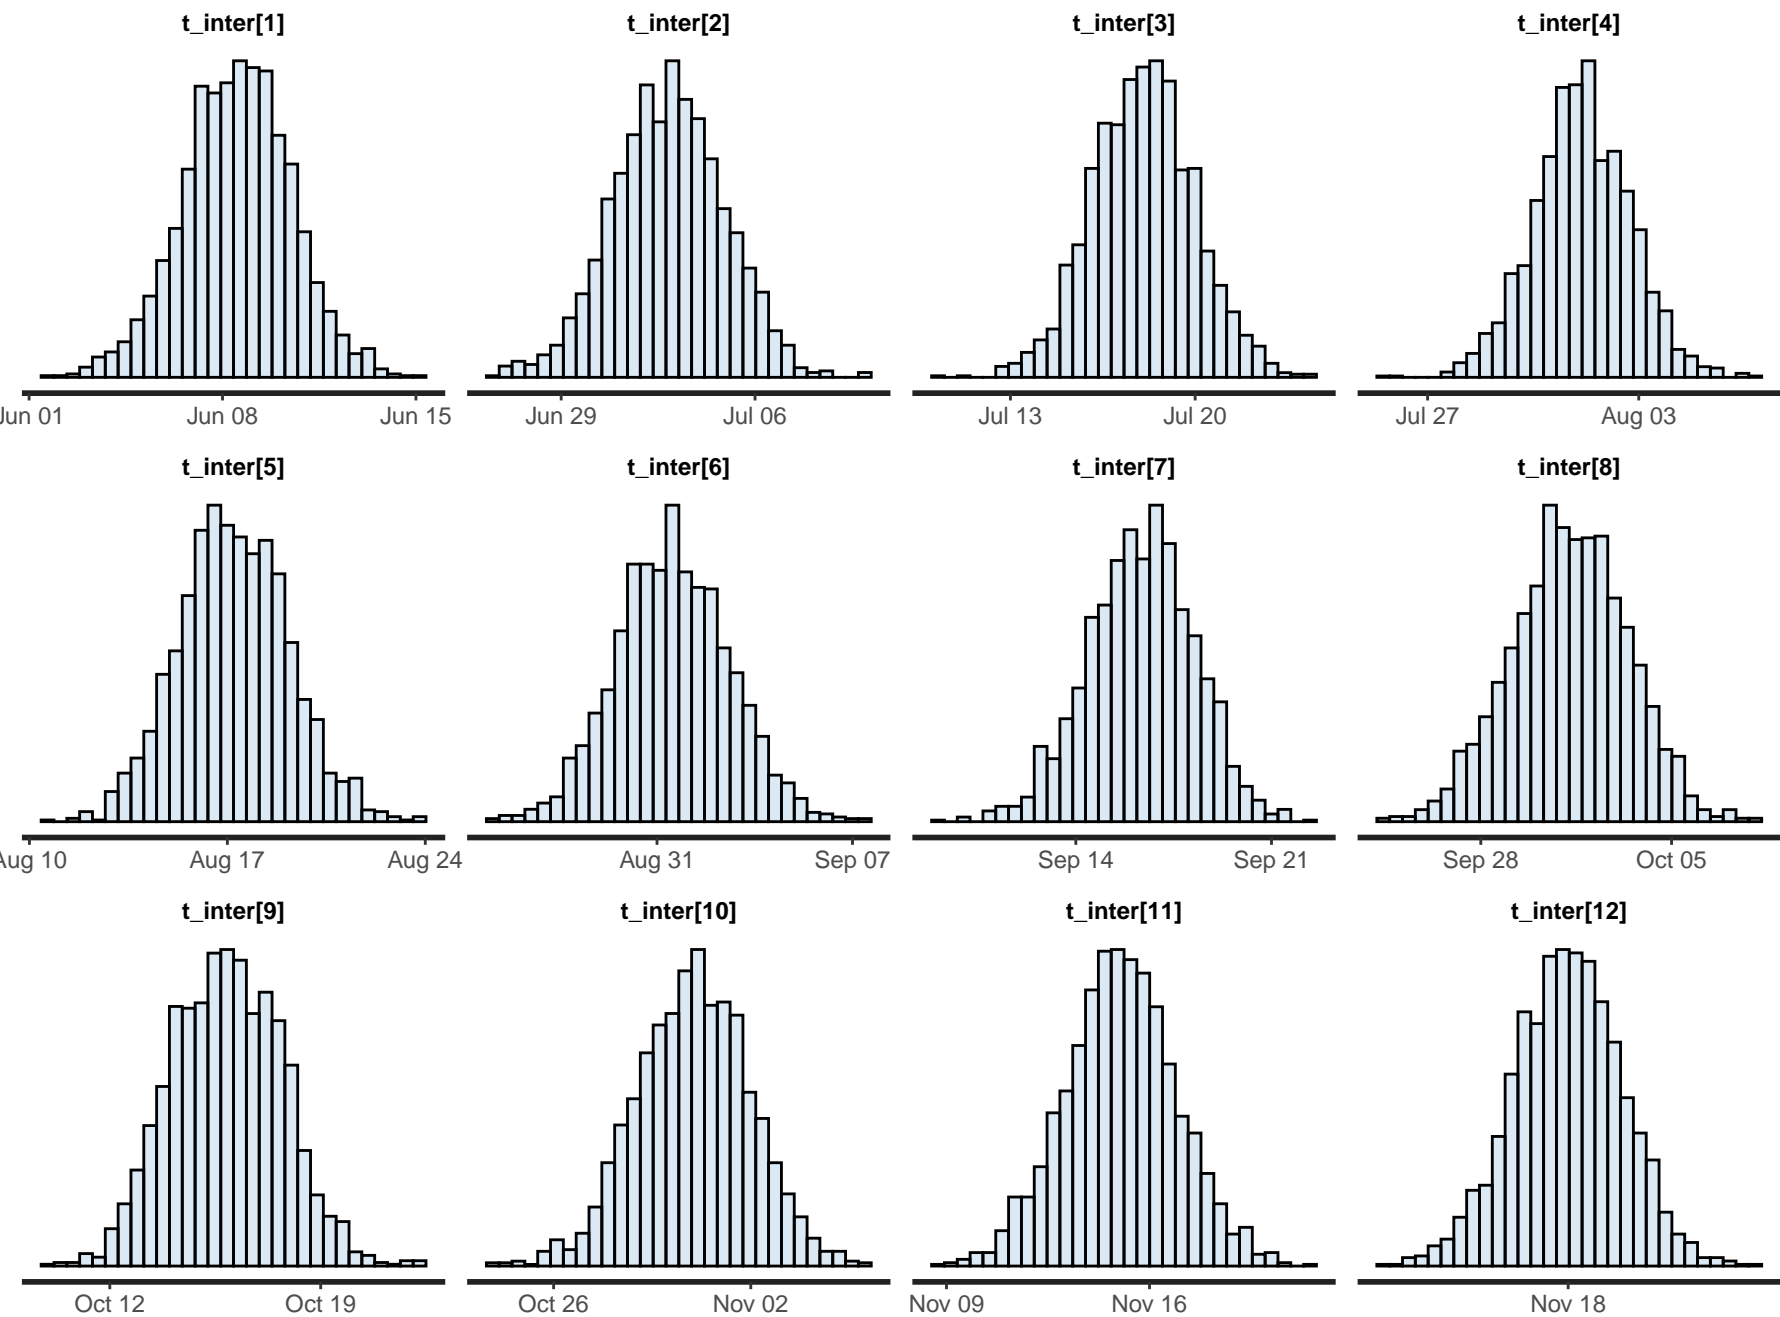 t_inter[1] t_inter[2] t_inter[3] t_inter[4]
Jun 01 Jun 08 Jun 15 Jun 29 Jul 06 Jul 13 Jul 20 Jul 27 Aug 03
t_inter[5] t_inter[6] t_inter[7] t_inter[8]
Aug 10 Aug 17 Aug 24 Aug 31 Sep 07 Sep 14 Sep 21 Sep 28 Oct 05
t_inter[9] t_inter[10] t_inter[11] t_inter[12]
Oct 12 Oct 19 Oct 26 Nov 02 Nov 09 Nov 16 Nov 18